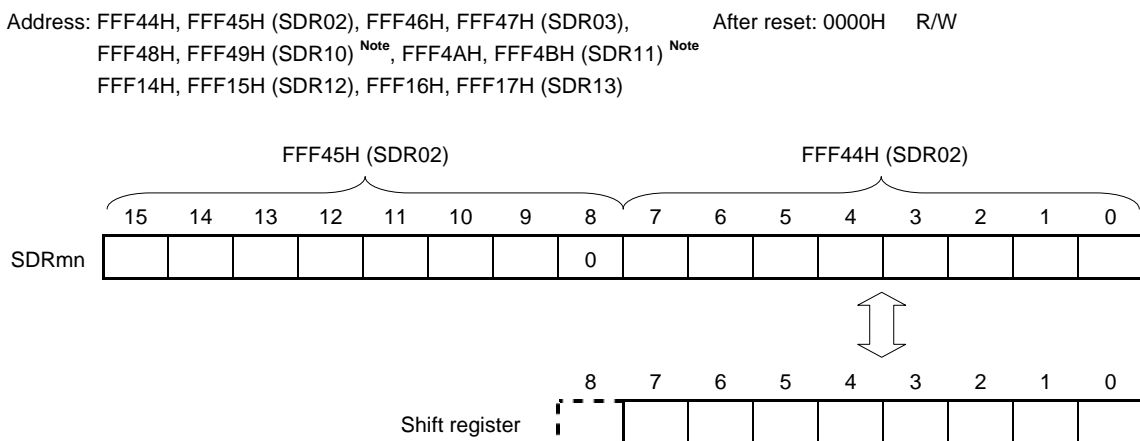 Address: FFF44H, FFF45H (SDR02), FFF46H, FFF47H (SDR03), After reset: 0000H R/W
FFF48H, FFF49H (SDR10) Note, FFF4AH, FFF4BH (SDR11) Note
FFF14H, FFF15H (SDR12), FFF16H, FFF17H (SDR13)
FFF45H (SDR02) FFF44H (SDR02)
15 14 13 12 11 10 9 8 7 6 5 4 3 2 1 0
SDRmn 0
8 7 6 5 4 3 2 1 0
Shift register